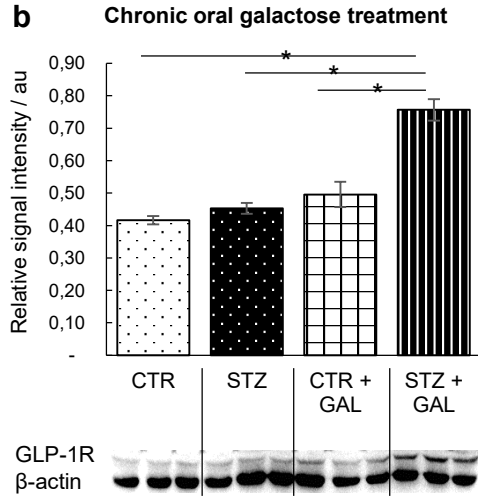 b Chronic oral galactose treatment
*
*
*
Relative signal intensity / au
0,90
0,80
0,70
0,60
0,50
0,40
0,30
0,20
0,10
-
CTR STZ CTR + GAL STZ + GAL
GLP-1R
β-actin